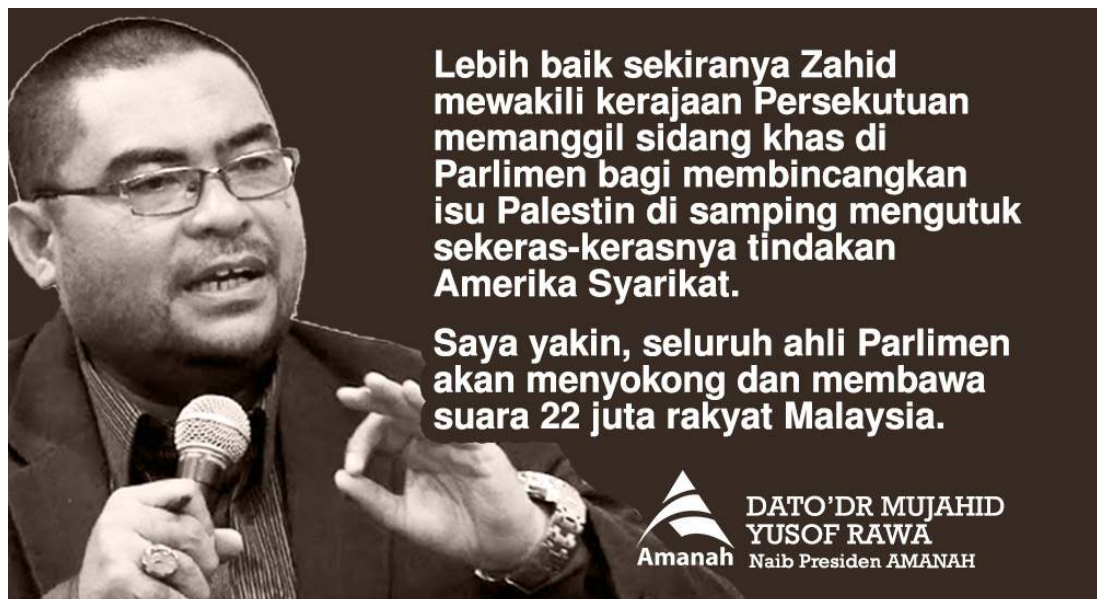 Lebih baik sekiranya Zahid
mewakili kerajaan Persekutuan
memanggil sidang khas di
Parlimen bagi membincangkan
isu Palestin di samping mengutuk
sekeras-kerasnya tindakan
Amerika Syarikat.
Saya yakin, seluruh ahli Parlimen
akan menyokong dan membawa
suara 22 juta rakyat Malaysia.
Amanah
DATO'DR MUJAHID
YUSOF RAWA
Naib Presiden AMANAH